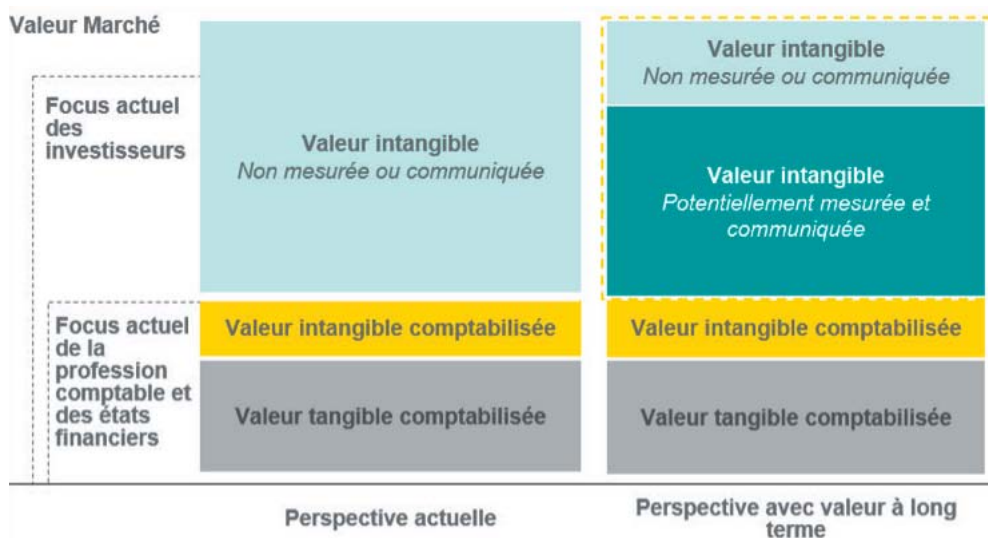 Valeur Marché
Focus actuel
des
investisseurs
Focus actuel
de la
profession
comptable et
des états
financiers
Valeur intangible
Non mesurée ou communiquée
Valeur intangible comptabilisée
Valeur tangible comptabilisée
Valeur intangible
Non mesurée ou communiquée
Valeur intangible
Potentiellement mesurée et
communiquée
Valeur intangible comptabilisée
Valeur tangible comptabilisée
Perspective actuelle
Perspective avec valeur à long
terme